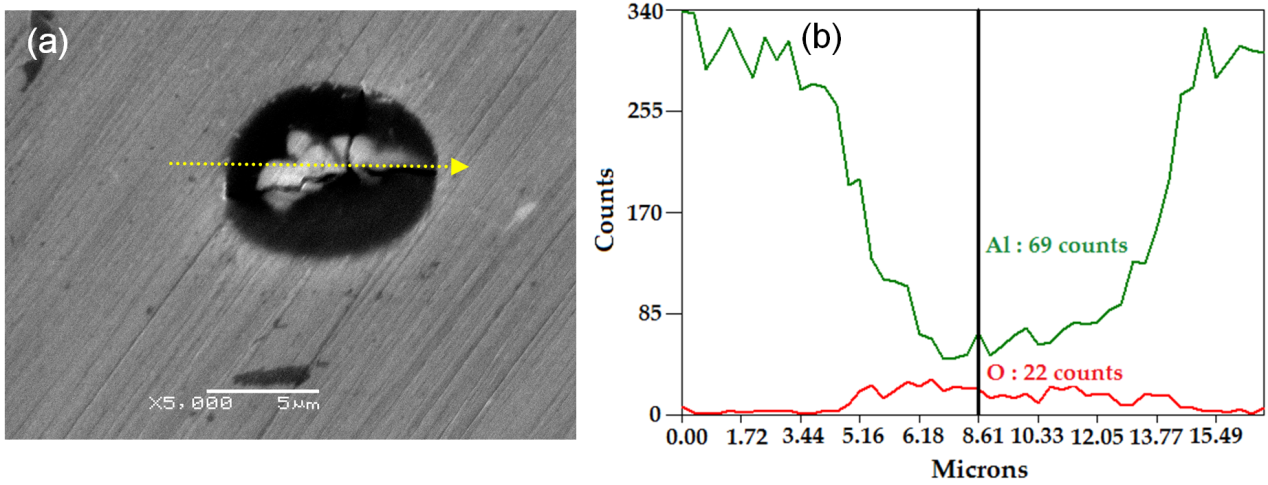 (a)
X5,000 5μm
(b)
Counts
340
255
170
85
0
Al : 69 counts
O : 22 counts
0.00 1.72 3.44 5.16 6.18 8.61 10.33 12.05 13.77 15.49
Microns